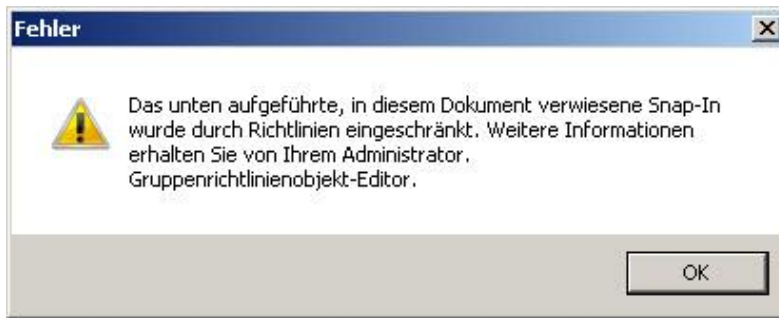 Fehler
Das unten aufgeführte, in diesem Dokument verwiesene Snap-In
wurde durch Richtlinien eingeschränkt. Weitere Informationen
erhalten Sie von Ihrem Administrator.
Gruppenrichtlinienobjekt-Editor.
OK